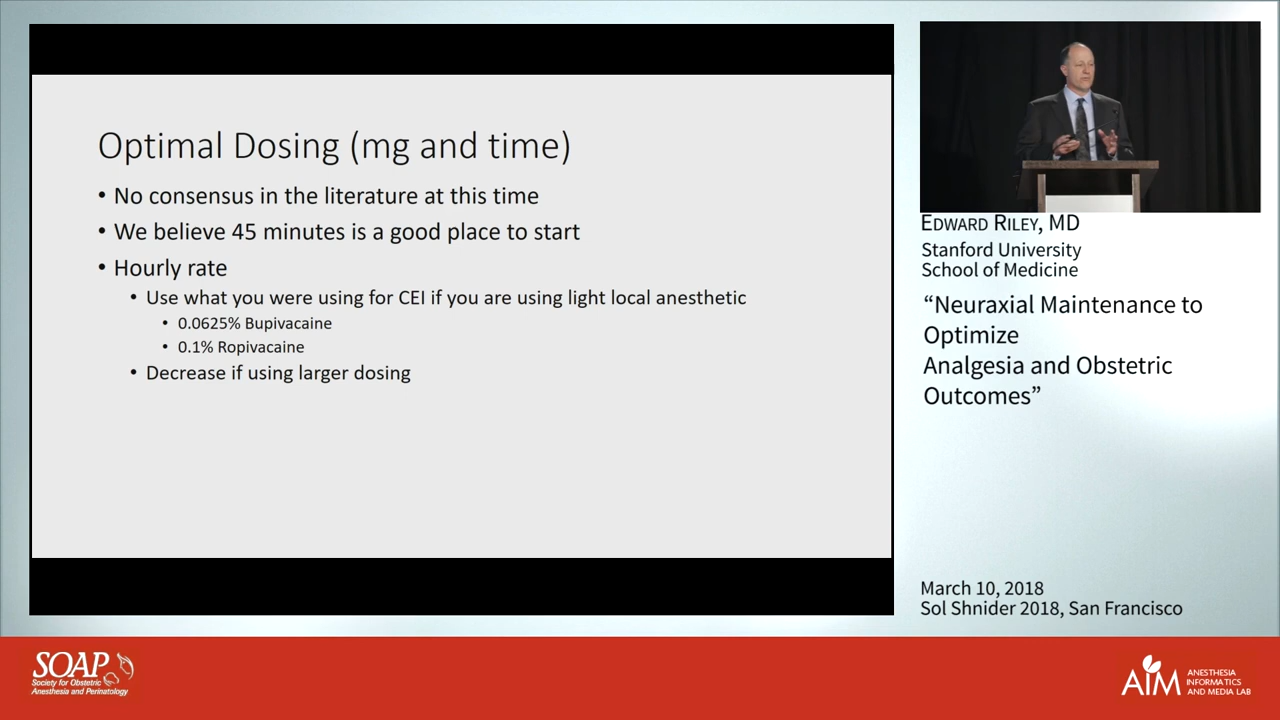 Optimal Dosing (mg and time)
• No consensus in the literature at this time
• We believe 45 minutes is a good place to start
• Hourly rate
• Use what you were using for CEI if you are using light local anesthetic
• 0.0625% Bupivacaine
• 0.1% Ropivacaine
• Decrease if using larger dosing
EDWARD RILEY, MD
Stanford University
School of Medicine
“Neuraxial Maintenance to
Optimize
Analgesia and Obstetric
Outcomes”
March 10, 2018
Sol Shnider 2018, San Francisco
SOAP
Society for Obstetric
Anesthesia and Perinatology
AIM
ANESTHESIA
INFORMATICS
AND MEDIA LAB